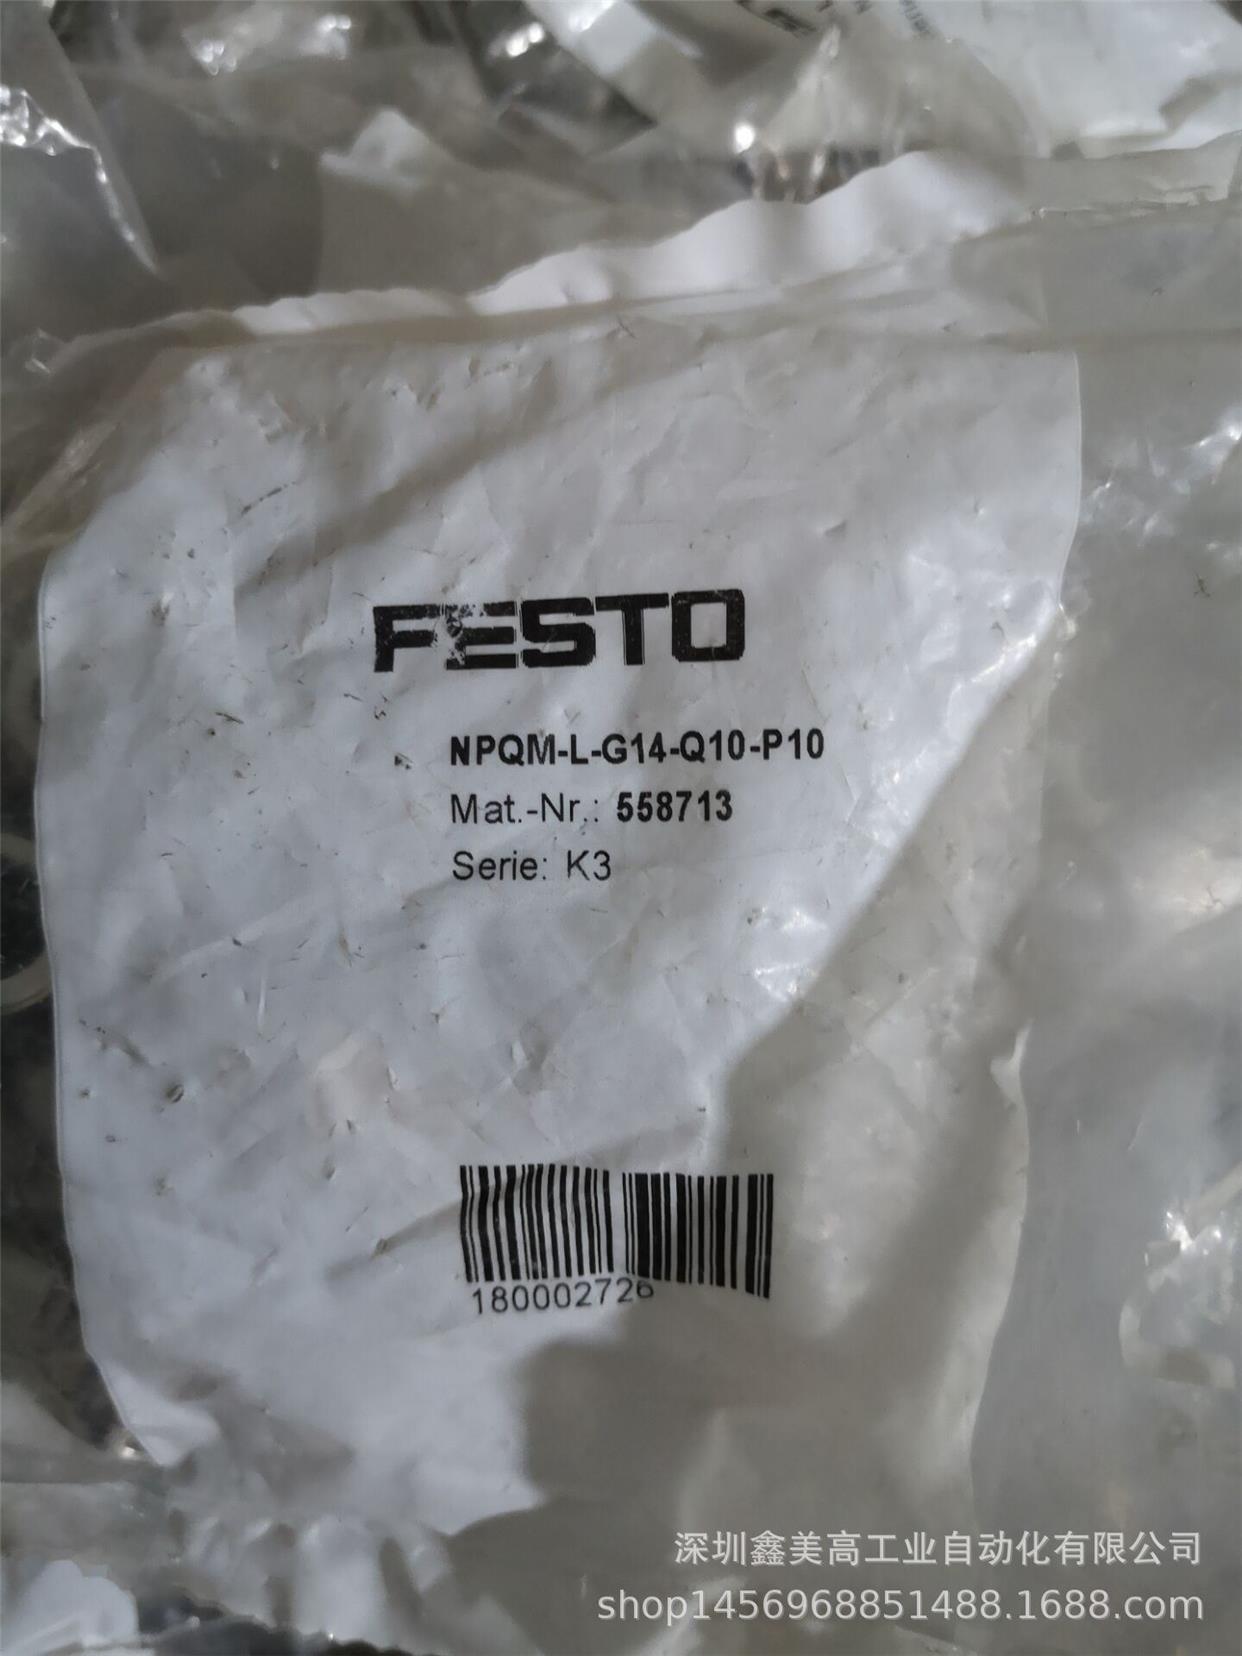 FESTO
NPQM-L-G14-Q10-P10
Mat.-Nr.: 558713
Serie: K3
180002726
深圳鑫美高工业自动化有限公司
shop1456968851488.1688.com